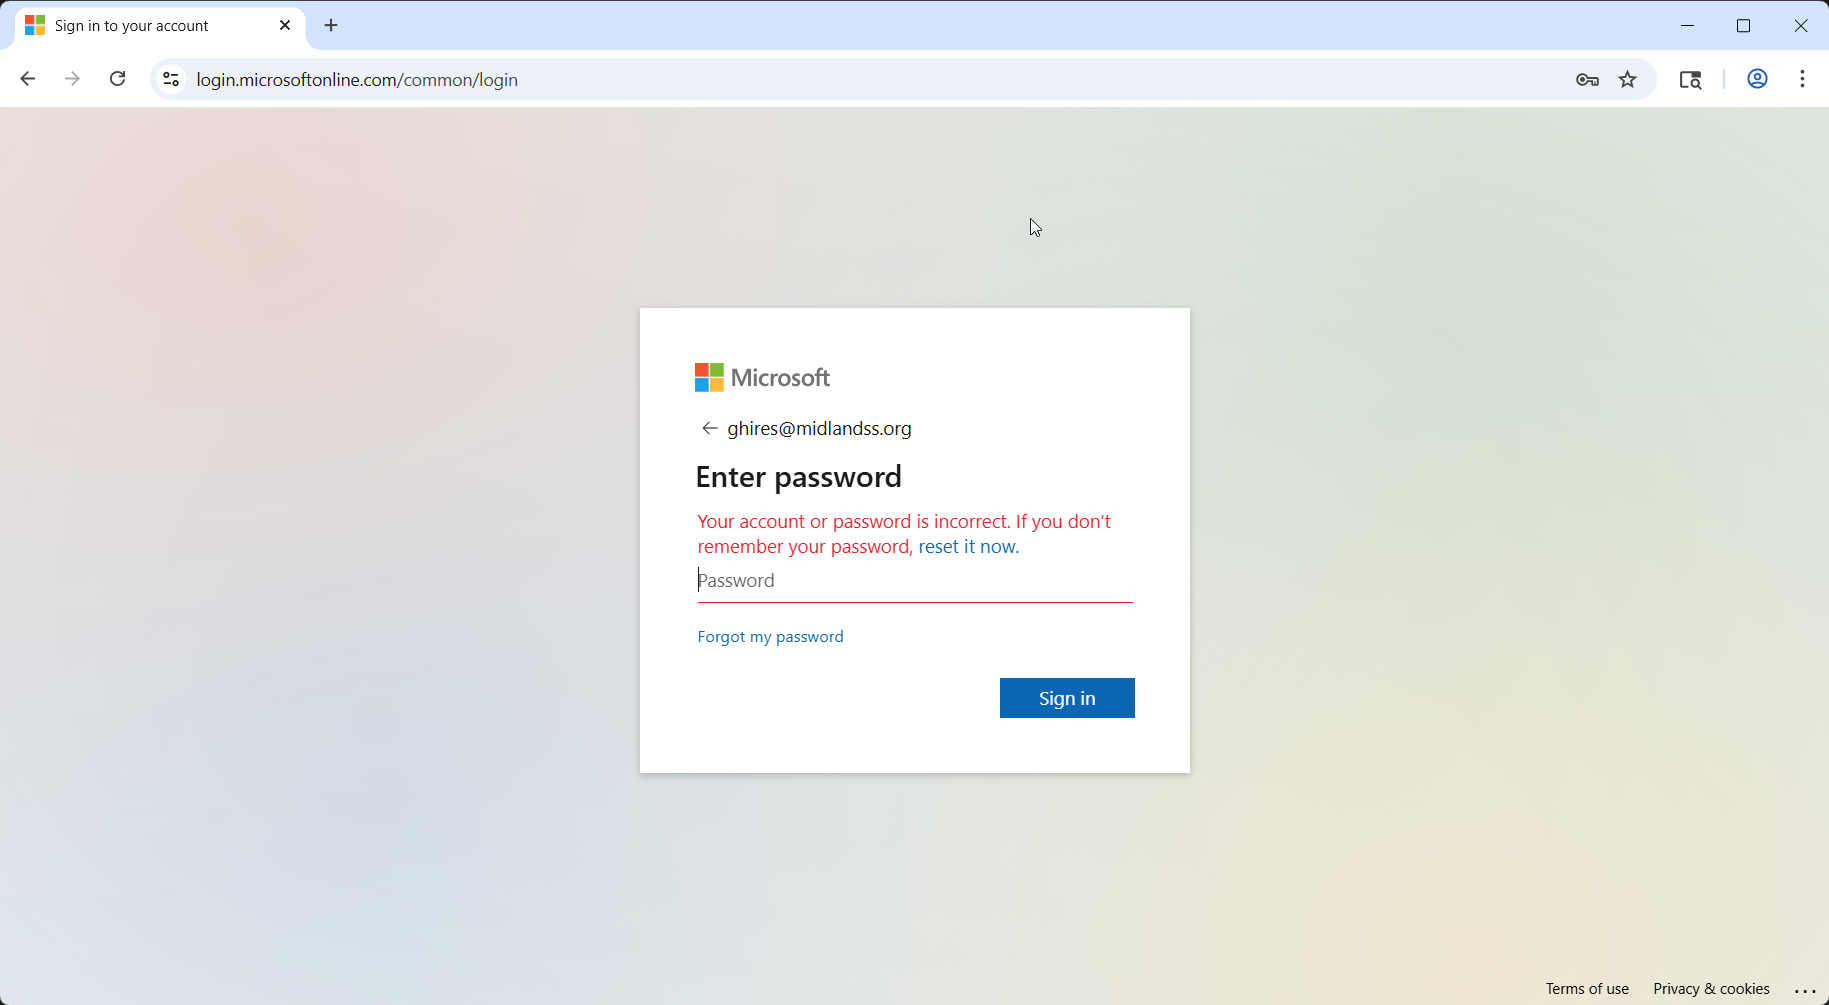 Sign in to your account
login.microsoftonline.com/common/login
Microsoft
ghires@midlandss.org
Enter password
Your account or password is incorrect. If you don't
remember your password, reset it now.
Password
Forgot my password
Sign in
Terms of use Privacy & cookies ...